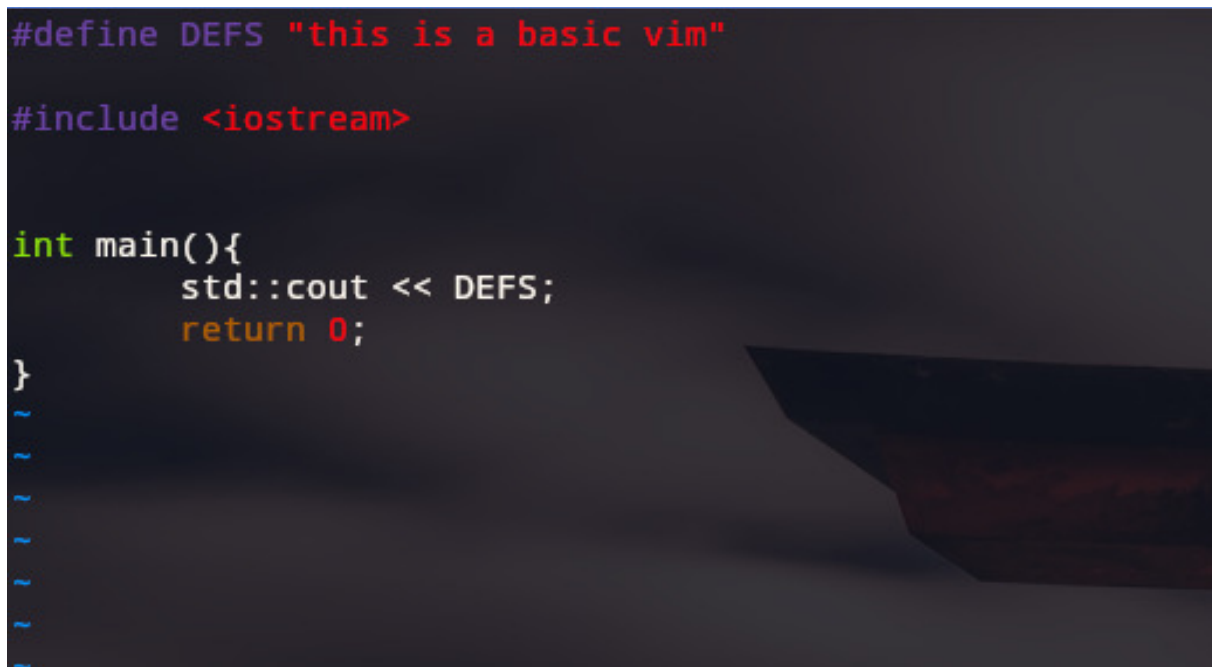 #define DEFS "this is a basic vim"
#include <iostream>
int main(){
std::cout << DEFS;
return 0;
}
~
~
~
~
~
~
~